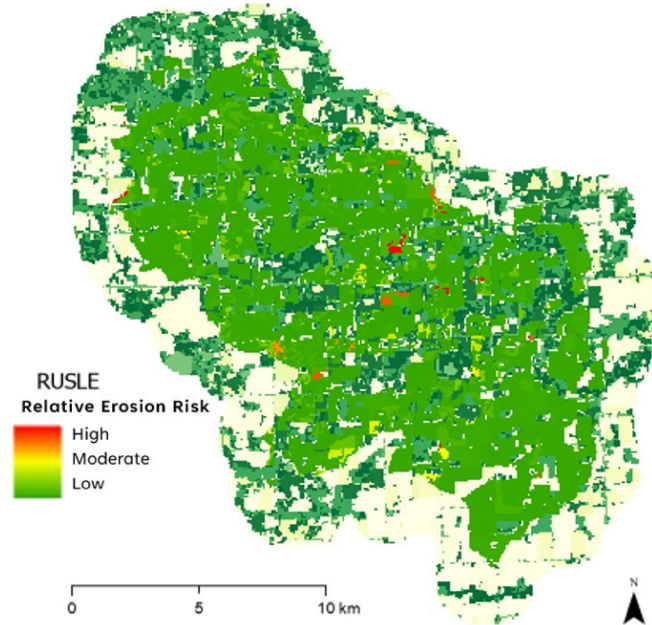 RUSLE
Relative Erosion Risk
High
Moderate
Low
0 5 10 km
N